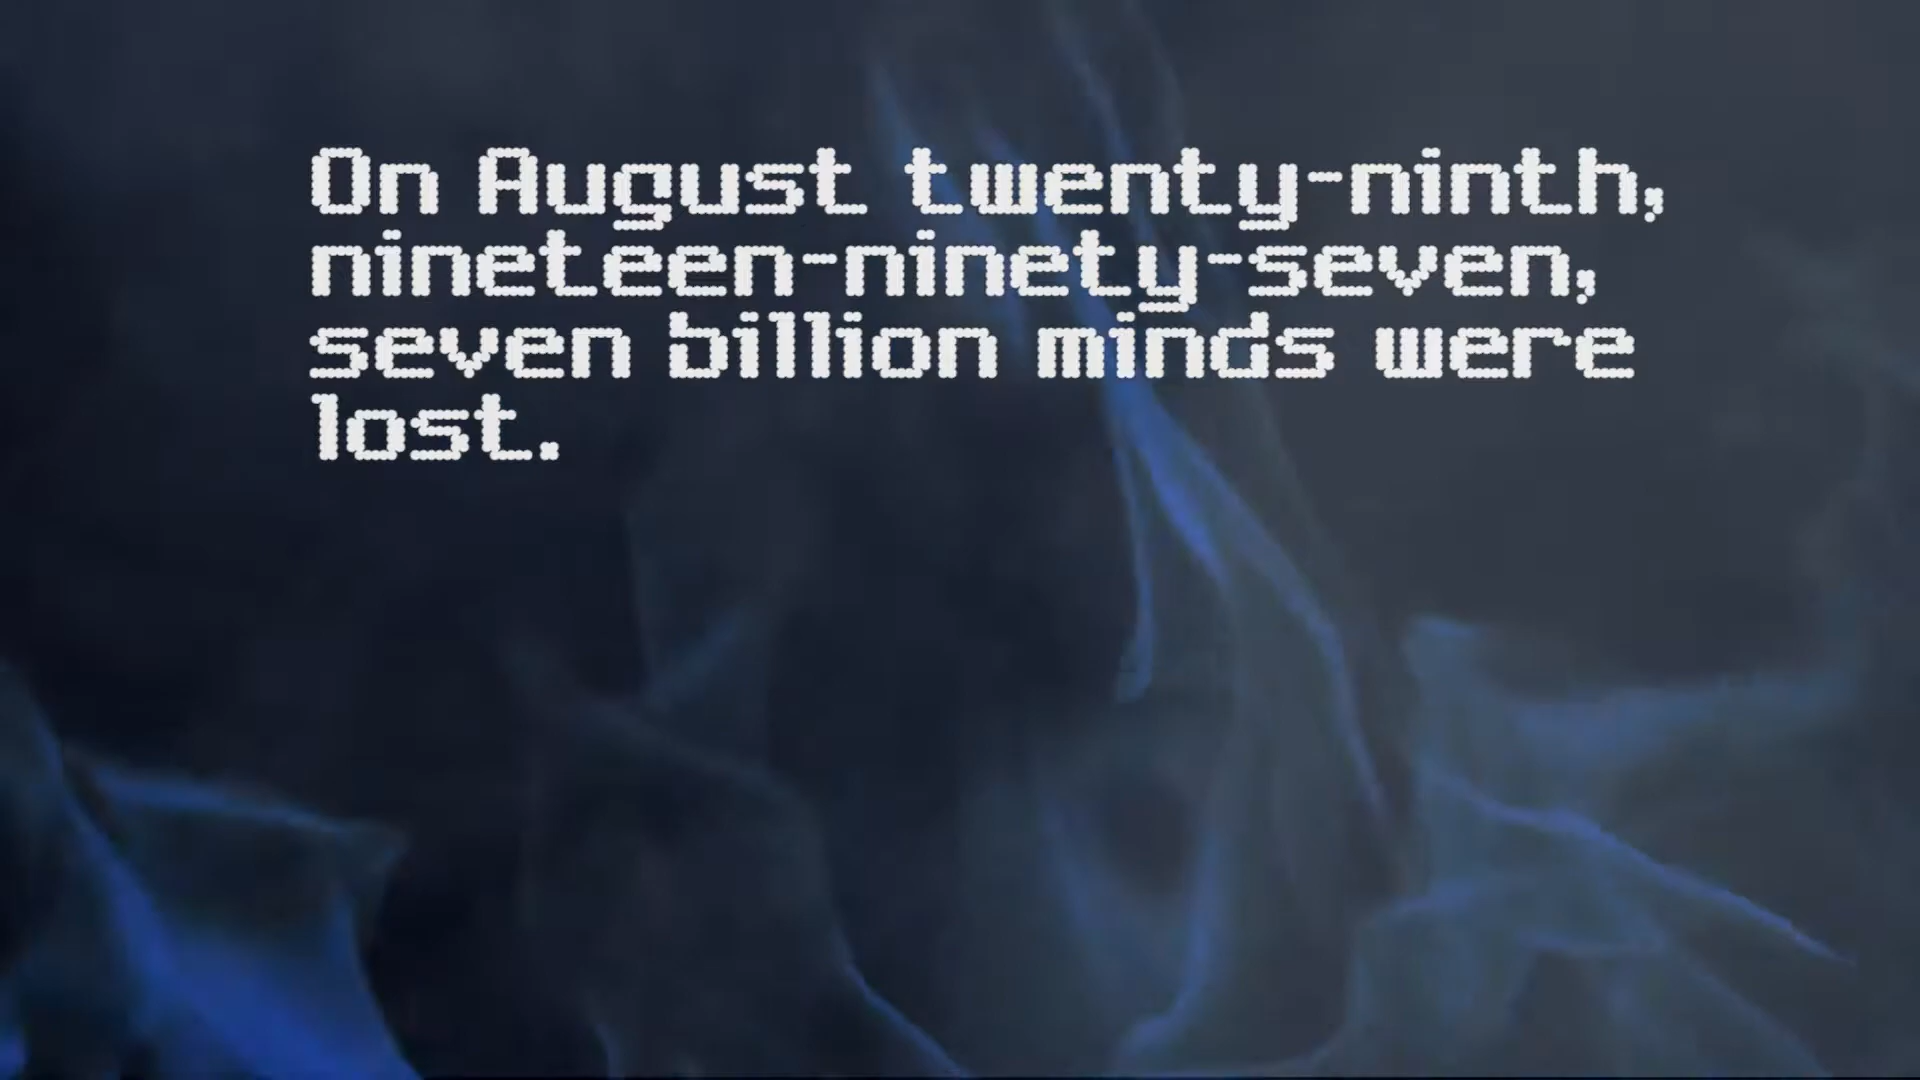 On August twenty-ninth,
nineteen-ninety-seven,
seven billion minds were
lost.